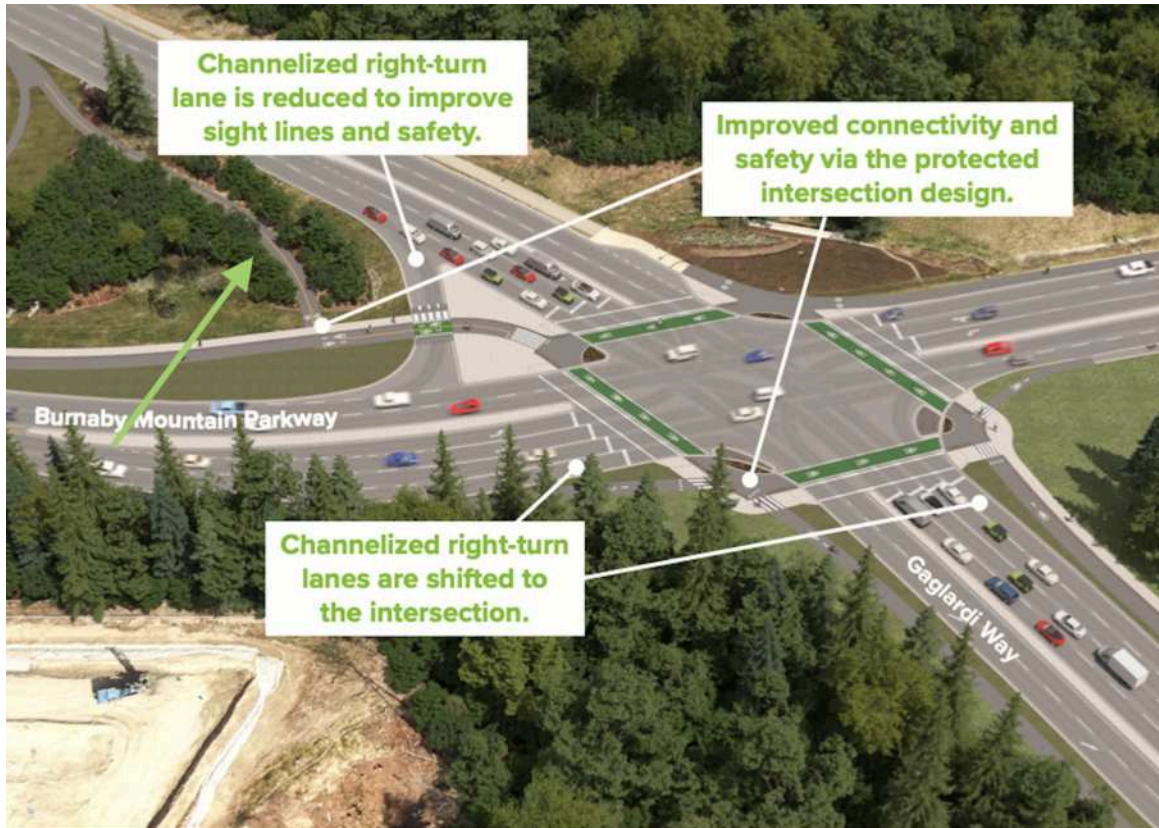 Channelized right-turn
lane is reduced to improve
sight lines and safety.
Improved connectivity and
safety via the protected
intersection design.
Burnaby Mountain Parkway
Channelized right-turn
lanes are shifted to
the intersection.
Gaglardi Way